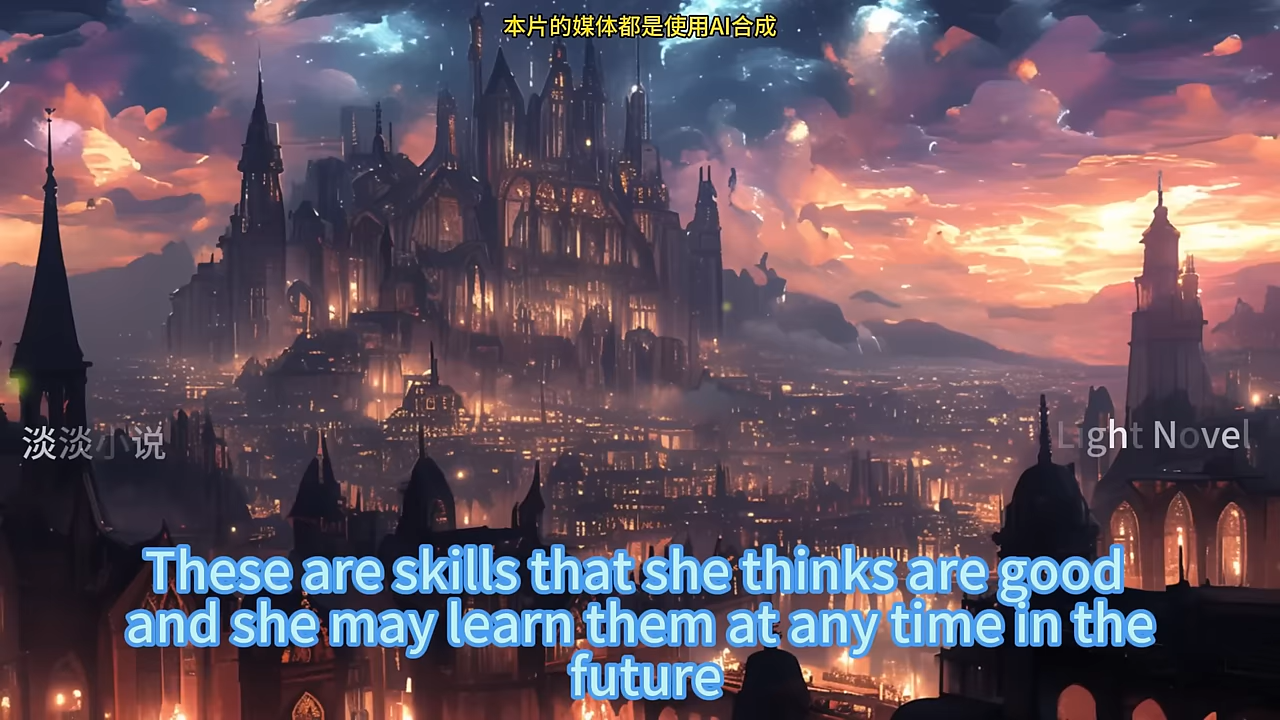 本片的媒体都是使用AI合成
淡淡小说
Light Novel
These are skills that she thinks are good
and she may learn them at any time in the
future